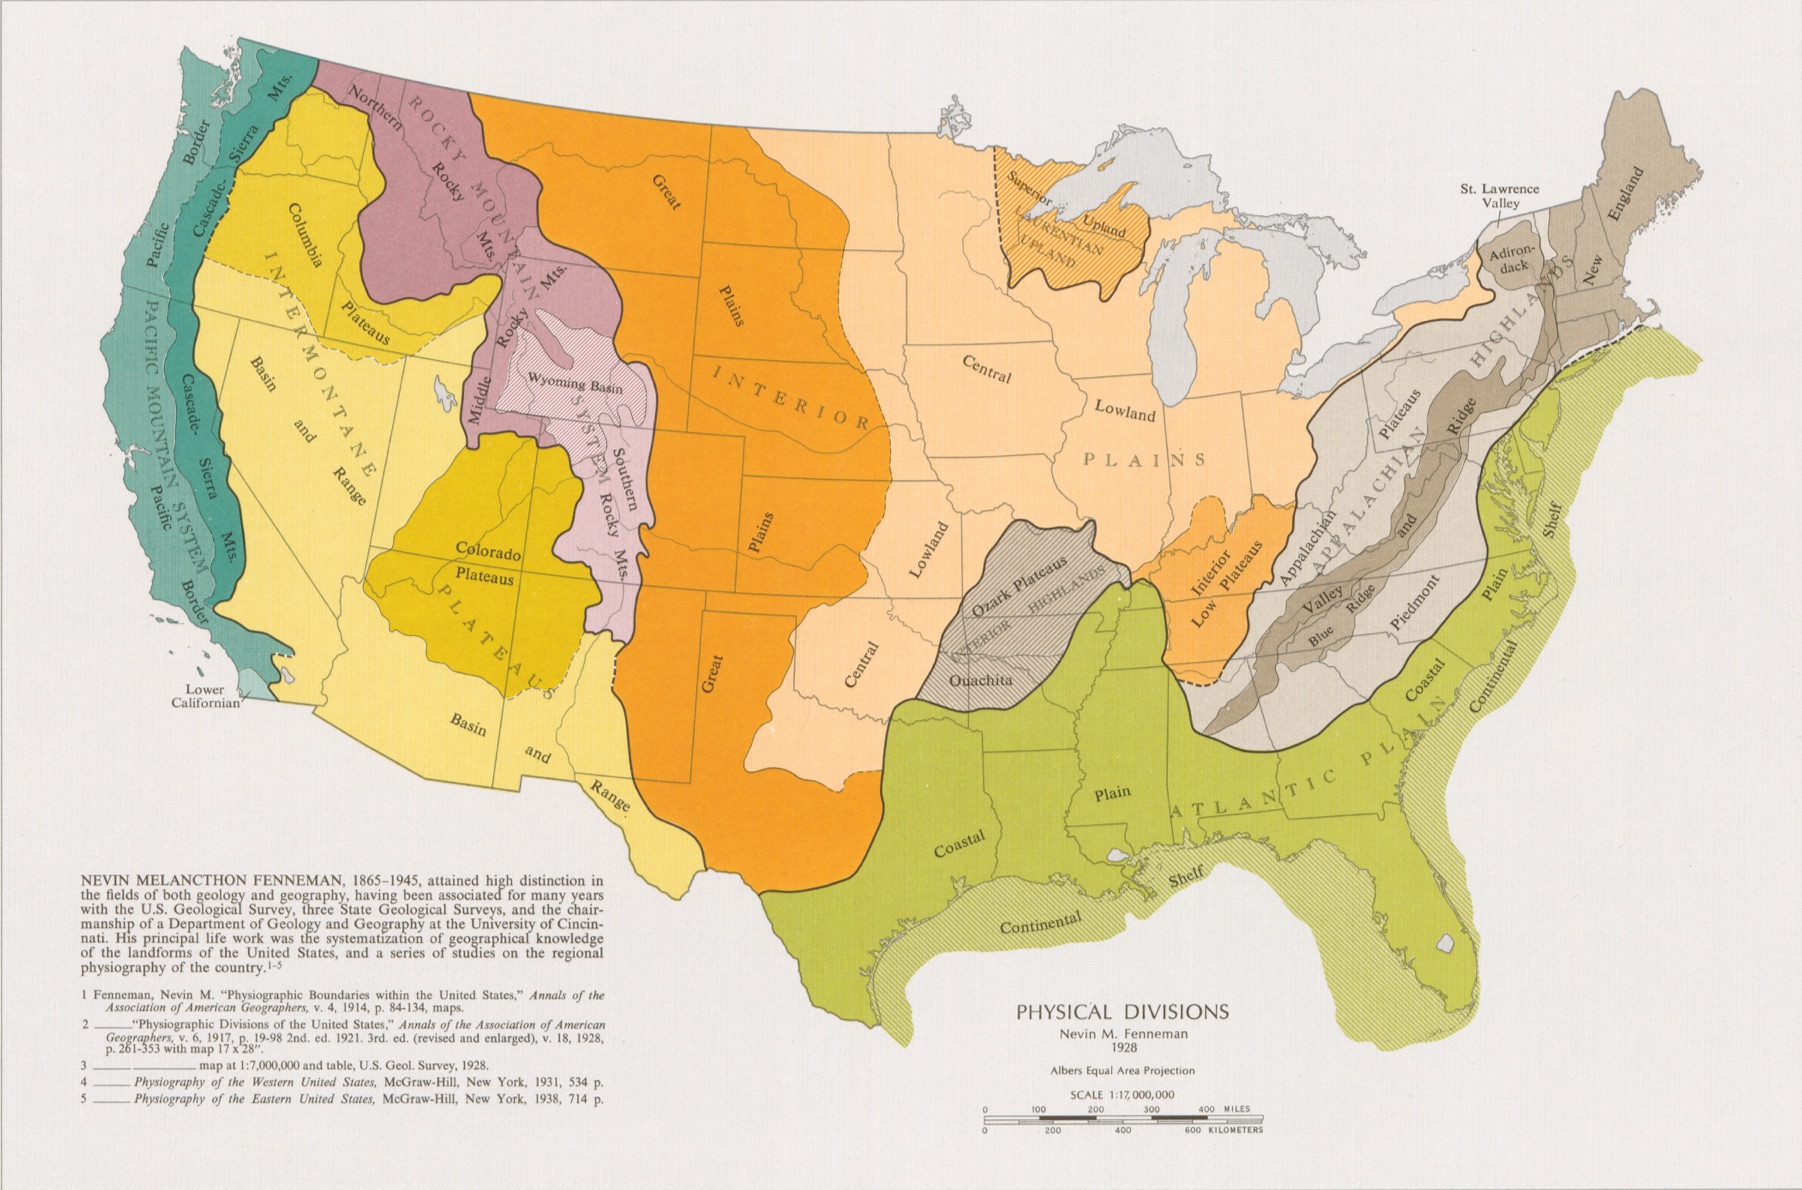 Mts.
Northern
ROCKY MOUNTAIN SYSTEM
Border
Sierra
Rocky
Great
Superior
Upland
LAURENTIAN
UPLAND
St. Lawrence
Valley
England
New
Adiron-
dack
Cascade-
Pacific
Columbia
Mts.
Mts.
Plains
HIGHLANDS
INTERMONTANE
Plateaus
Rocky
PACIFIC MOUNTAIN SYSTEM
Basin
and
Range
Middle
Wyoming Basin
INTERIOR
Central
Lowland
Plateaus
Ridge
Cascade-
Sierra
Mts.
Pacific
Border
Southern
Rocky
Mts.
PLAINS
APPALACHIAN
Shelf
Colorado
Plateaus
PLATEAUS
Plains
Lowland
Ozark Plateaus
HIGHLANDS
INTERIOR
Ouachita
Interior
Low Plateaus
Appalachian
and
Valley
Ridge
Blue
Piedmont
Plain
Lower
Californian
Great
Central
Coastal
Continental
Basin
and
Range
Plain
ATLANTIC PLAIN
Coastal
Shelf
Continental
NEVIN MELANCTHON FENNEMAN, 1865–1945, attained high distinction in
the fields of both geology and geography, having been associated for many years
with the U.S. Geological Survey, three State Geological Surveys, and the chair-
manship of a Department of Geology and Geography at the University of Cincin-
nati. His principal life work was the systematization of geographical knowledge
of the landforms of the United States, and a series of studies on the regional
physiography of the country.1–5
1 Fenneman, Nevin M. “Physiographic Boundaries within the United States,” Annals of the
Association of American Geographers, v. 4, 1914, p. 84-134, maps.
2 ______“Physiographic Divisions of the United States,” Annals of the Association of American
Geographers, v. 6, 1917, p. 19-98 2nd. ed. 1921. 3rd. ed. (revised and enlarged), v. 18, 1928,
p. 261-353 with map 17 x 28”.
3 ______ __________ map at 1:7,000,000 and table, U.S. Geol. Survey, 1928.
4 ______ Physiography of the Western United States, McGraw-Hill, New York, 1931, 534 p.
5 ______ Physiography of the Eastern United States, McGraw-Hill, New York, 1938, 714 p.
PHYSICAL DIVISIONS
Nevin M. Fenneman
1928
Albers Equal Area Projection
SCALE 1:17,000,000
0 100 200 300 400 MILES
0 200 400 600 KILOMETERS